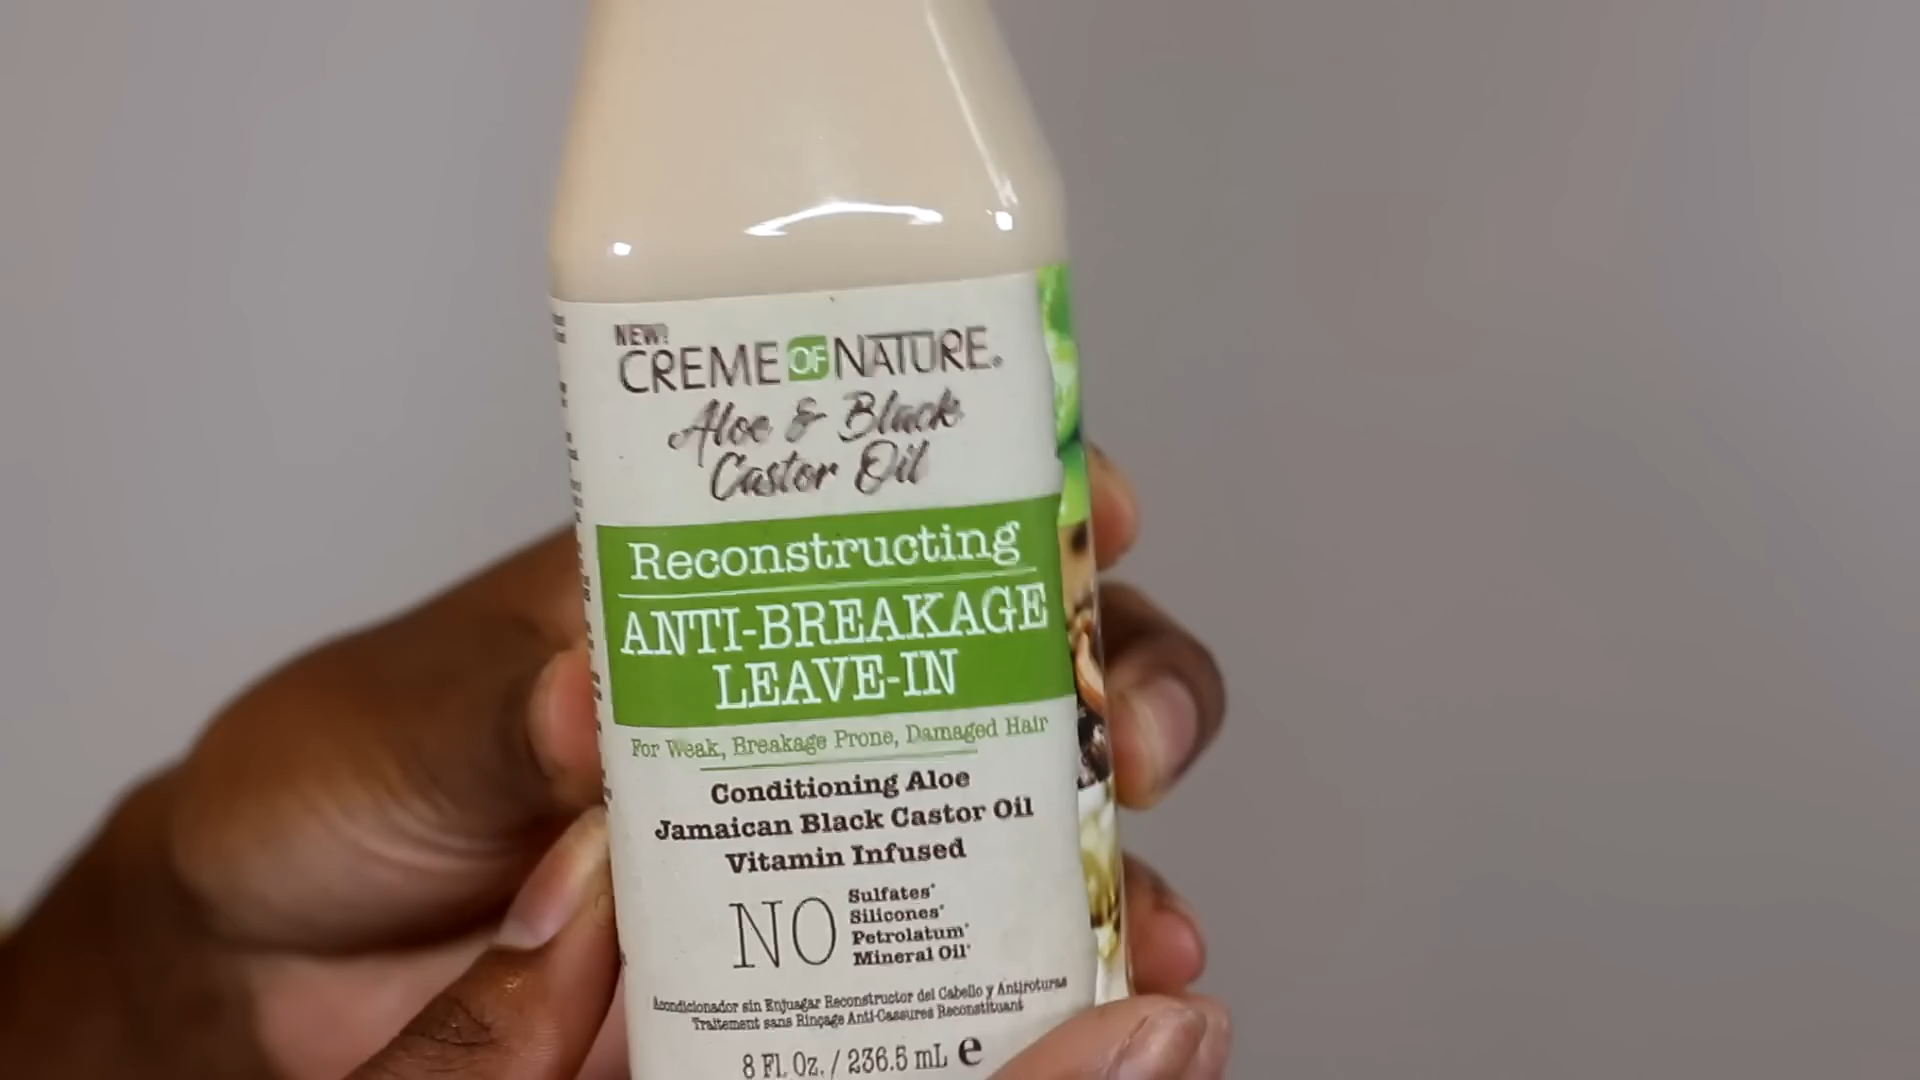 NEW!
CREME OF NATURE®
Aloe & Black
Castor Oil
Reconstructing
ANTI-BREAKAGE
LEAVE-IN
For Weak, Breakage Prone, Damaged Hair
Conditioning Aloe
Jamaican Black Castor Oil
Vitamin Infused
NO
Sulfates*
Silicones*
Petrolatum*
Mineral Oil*
Acondicionador sin Enjuagar Reconstructor del Cabello y Antiroturas
Traitement sans Rinçage Anti-Cassures Reconstituant
8 Fl. Oz. / 236.5 mL e